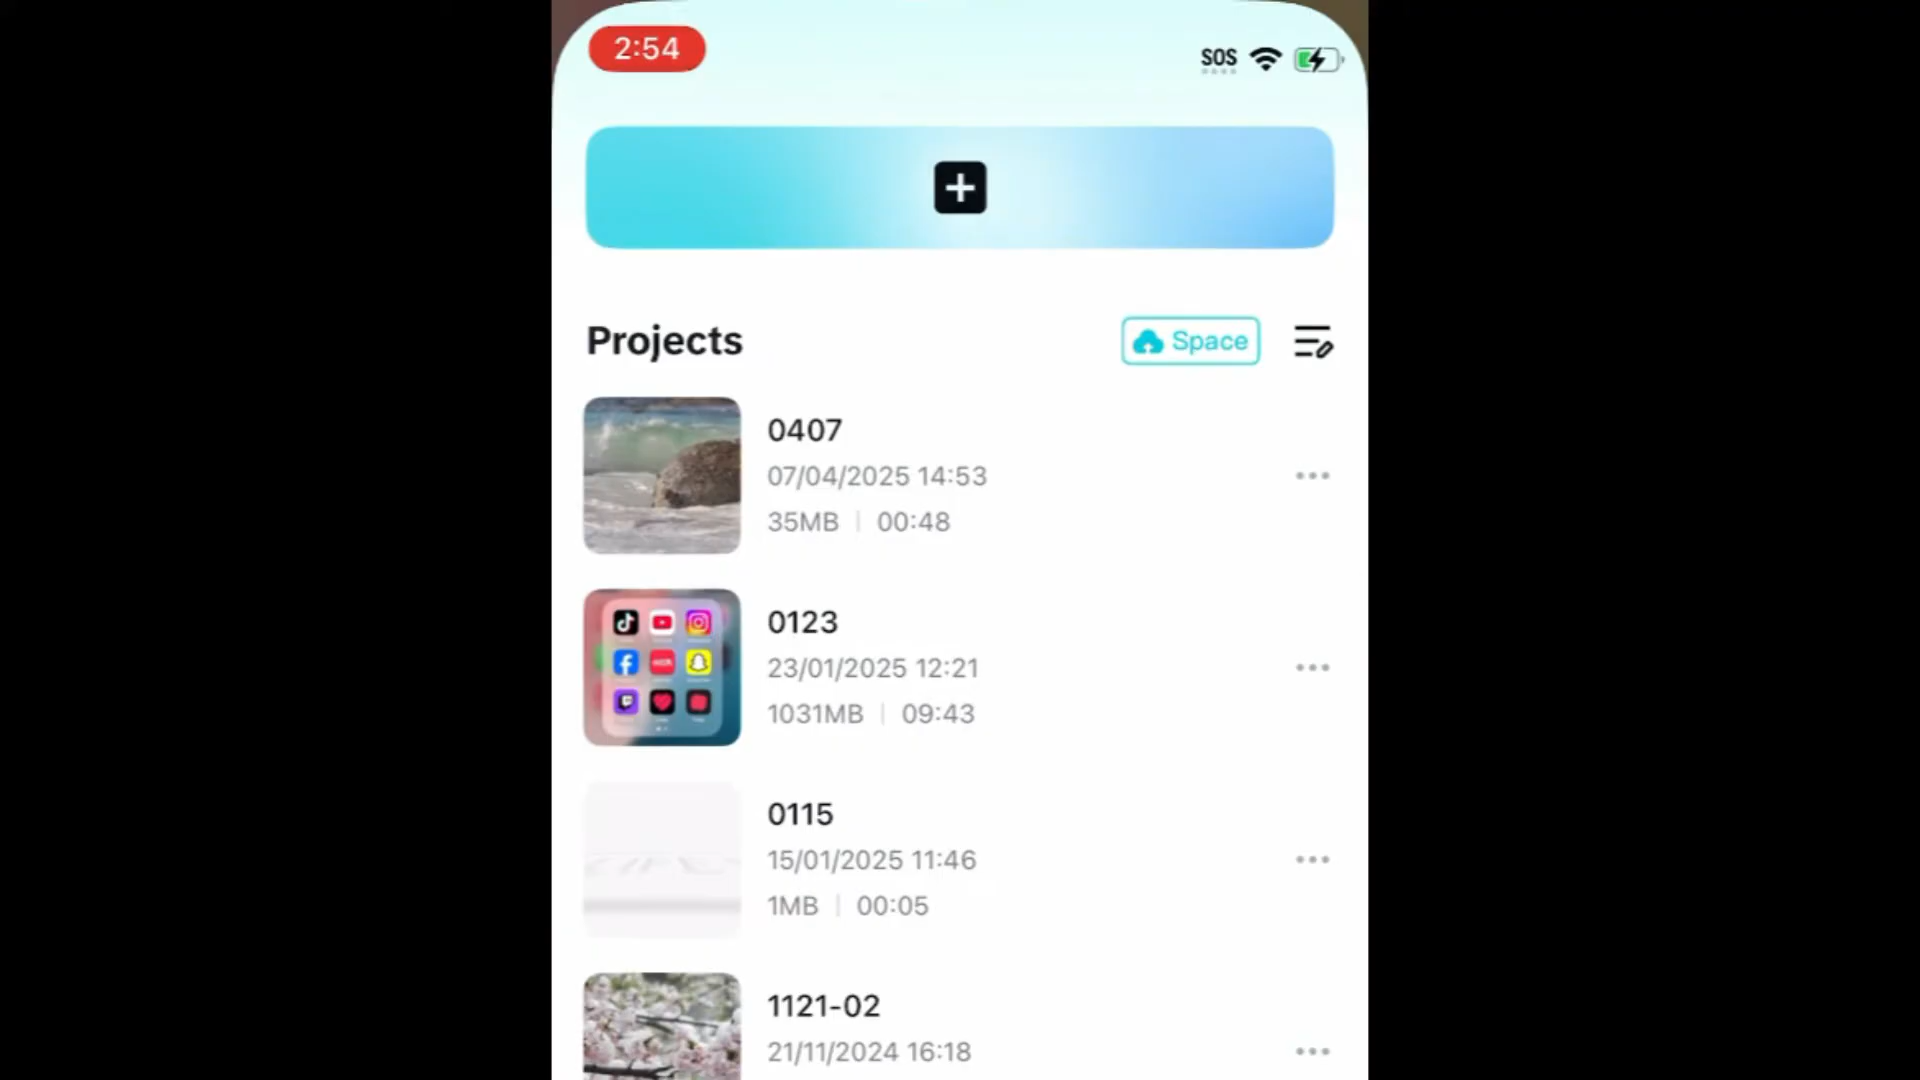 2:54
SOS
Projects
Space
0407
07/04/2025 14:53
35MB | 00:48
0123
23/01/2025 12:21
1031MB | 09:43
0115
15/01/2025 11:46
1MB | 00:05
1121-02
21/11/2024 16:18